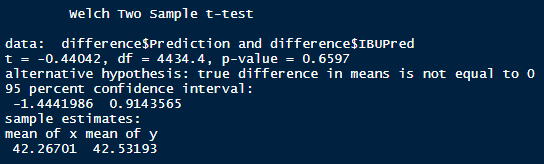 Welch Two Sample t-test
data:  difference$Prediction and difference$IBUPred
t = -0.44042, df = 4434.4, p-value = 0.6597
alternative hypothesis: true difference in means is not equal to 0
95 percent confidence interval:
-1.4441986  0.9143565
sample estimates:
mean of x mean of y
42.26701  42.53193